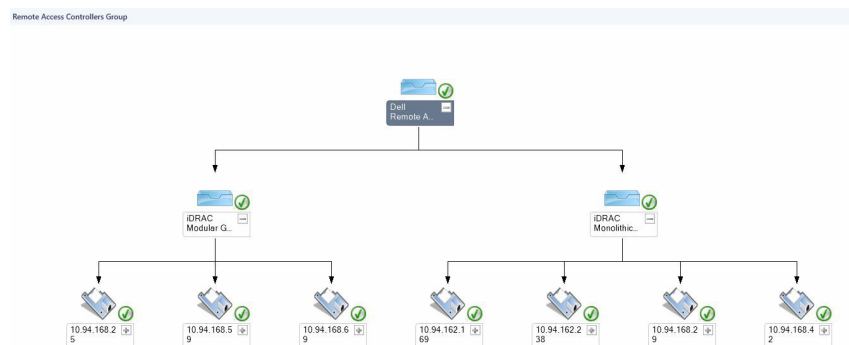 Remote Access Controllers Group
Dell
Remote A..
iDRAC
Modular G..
iDRAC
Monolithic..
10.94.168.2
5
10.94.168.5
9
10.94.168.6
9
10.94.162.1
69
10.94.162.2
38
10.94.168.2
9
10.94.168.4
2